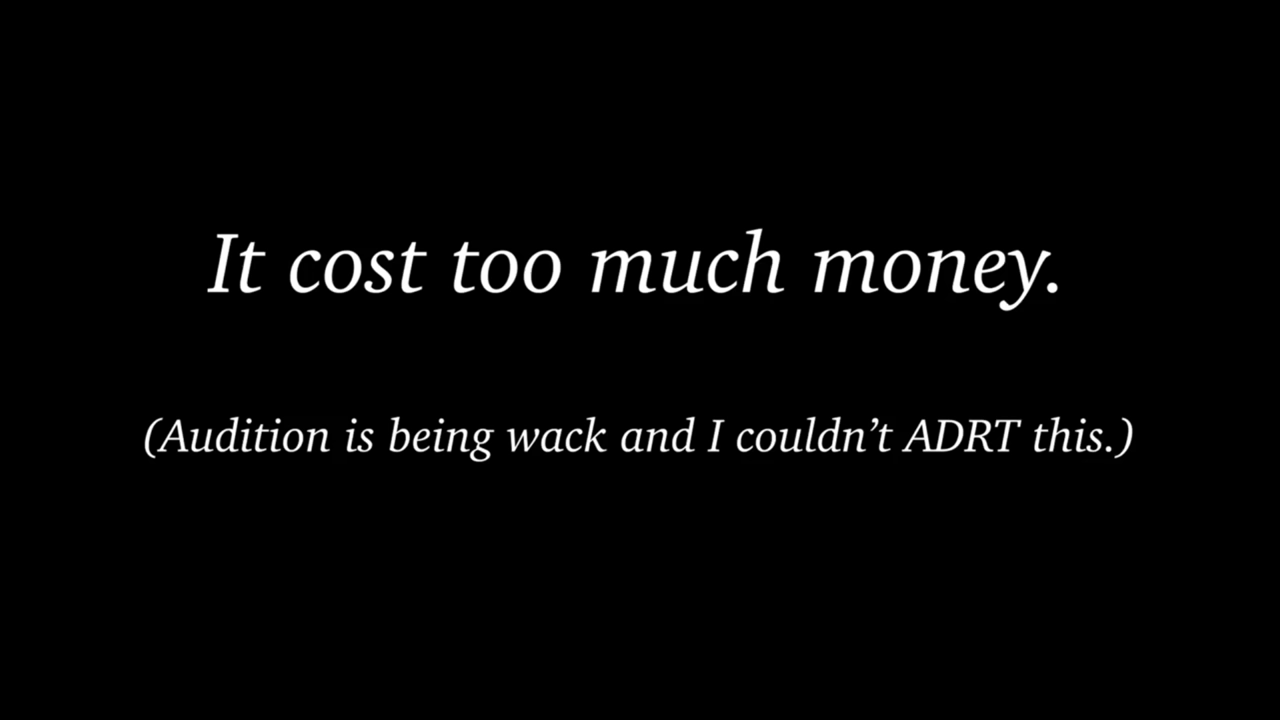 It cost too much money.
(Audition is being wack and I couldn’t ADRT this.)